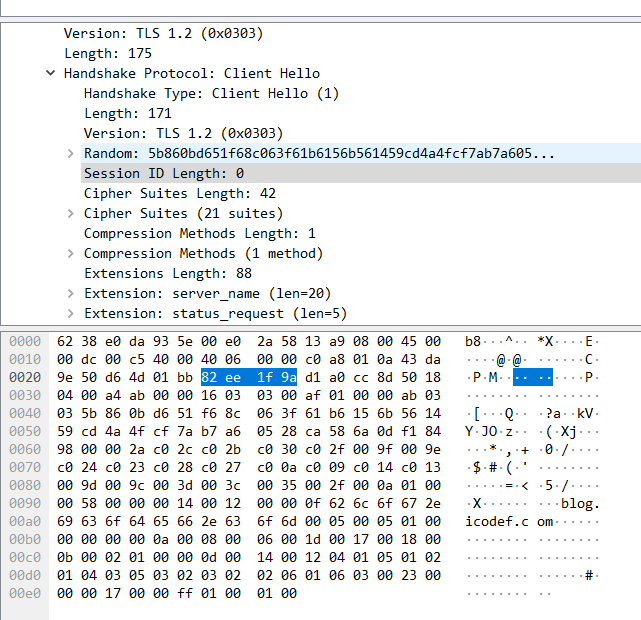 Version: TLS 1.2 (0x0303)
Length: 175
Handshake Protocol: Client Hello
Handshake Type: Client Hello (1)
Length: 171
Version: TLS 1.2 (0x0303)
Random: 5b860bd651f68c063f61b6156b561459cd4a4fcf7ab7a605...
Session ID Length: 0
Cipher Suites Length: 42
Cipher Suites (21 suites)
Compression Methods Length: 1
Compression Methods (1 method)
Extensions Length: 88
Extension: server_name (len=20)
Extension: status_request (len=5)
0000 62 38 e0 da 93 5e 00 e0 2a 58 13 a9 08 00 45 00 b8···^·· *X····E·
0010 00 dc 00 c5 40 00 40 06 00 00 c0 a8 01 0a 43 da ····@·@· ······C·
0020 9e 50 d6 4d 01 bb 82 ee 1f 9a d1 a0 cc 8d 50 18 ·P·M···· ······P·
0030 04 00 a4 ab 00 00 16 03 03 00 af 01 00 00 ab 03 ········ ········
0040 03 5b 86 0b d6 51 f6 8c 06 3f 61 b6 15 6b 56 14 ·[···Q·· ·?a··kV·
0050 59 cd 4a 4f cf 7a b7 a6 05 28 ca 58 6a 0d f1 84 Y·JO·z·· ·(·Xj···
0060 98 00 00 2a c0 2c c0 2b c0 30 c0 2f 00 9f 00 9e ···*·,·+ ·0·/····
0070 c0 24 c0 23 c0 28 c0 27 c0 0a c0 09 c0 14 c0 13 ·$·#·(·' ········
0080 00 9d 00 9c 00 3d 00 3c 00 35 00 2f 00 0a 01 00 ·····=·< ·5·/····
0090 00 58 00 00 00 14 00 12 00 00 0f 62 6c 6f 67 2e ·X······ ···blog.
00a0 69 63 6f 64 65 66 2e 63 6f 6d 00 05 00 05 01 00 icodef.c om······
00b0 00 00 00 00 0a 00 08 00 06 00 1d 00 17 00 18 00 ········ ········
00c0 0b 00 02 01 00 00 0d 00 14 00 12 04 01 05 01 02 ········ ········
00d0 01 04 03 05 03 02 03 02 02 06 01 06 03 00 23 00 ········ ······#·
00e0 00 00 17 00 00 ff 01 00 01 00 ········ ··